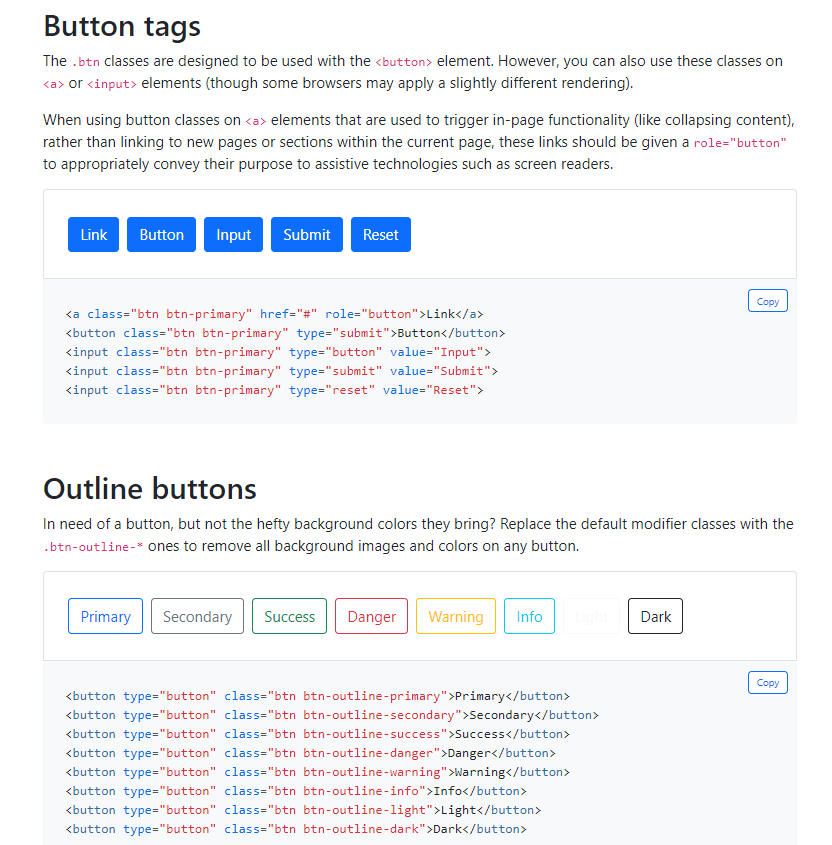 Button tags
The .btn classes are designed to be used with the <button> element. However, you can also use these classes on
<a> or <input> elements (though some browsers may apply a slightly different rendering).
When using button classes on <a> elements that are used to trigger in-page functionality (like collapsing content),
rather than linking to new pages or sections within the current page, these links should be given a role="button"
to appropriately convey their purpose to assistive technologies such as screen readers.
Link Button Input Submit Reset
Copy
<a class="btn btn-primary" href="#" role="button">Link</a>
<button class="btn btn-primary" type="submit">Button</button>
<input class="btn btn-primary" type="button" value="Input">
<input class="btn btn-primary" type="submit" value="Submit">
<input class="btn btn-primary" type="reset" value="Reset">
Outline buttons
In need of a button, but not the hefty background colors they bring? Replace the default modifier classes with the
.btn-outline-* ones to remove all background images and colors on any button.
Primary Secondary Success Danger Warning Info Light Dark
Copy
<button type="button" class="btn btn-outline-primary">Primary</button>
<button type="button" class="btn btn-outline-secondary">Secondary</button>
<button type="button" class="btn btn-outline-success">Success</button>
<button type="button" class="btn btn-outline-danger">Danger</button>
<button type="button" class="btn btn-outline-warning">Warning</button>
<button type="button" class="btn btn-outline-info">Info</button>
<button type="button" class="btn btn-outline-light">Light</button>
<button type="button" class="btn btn-outline-dark">Dark</button>